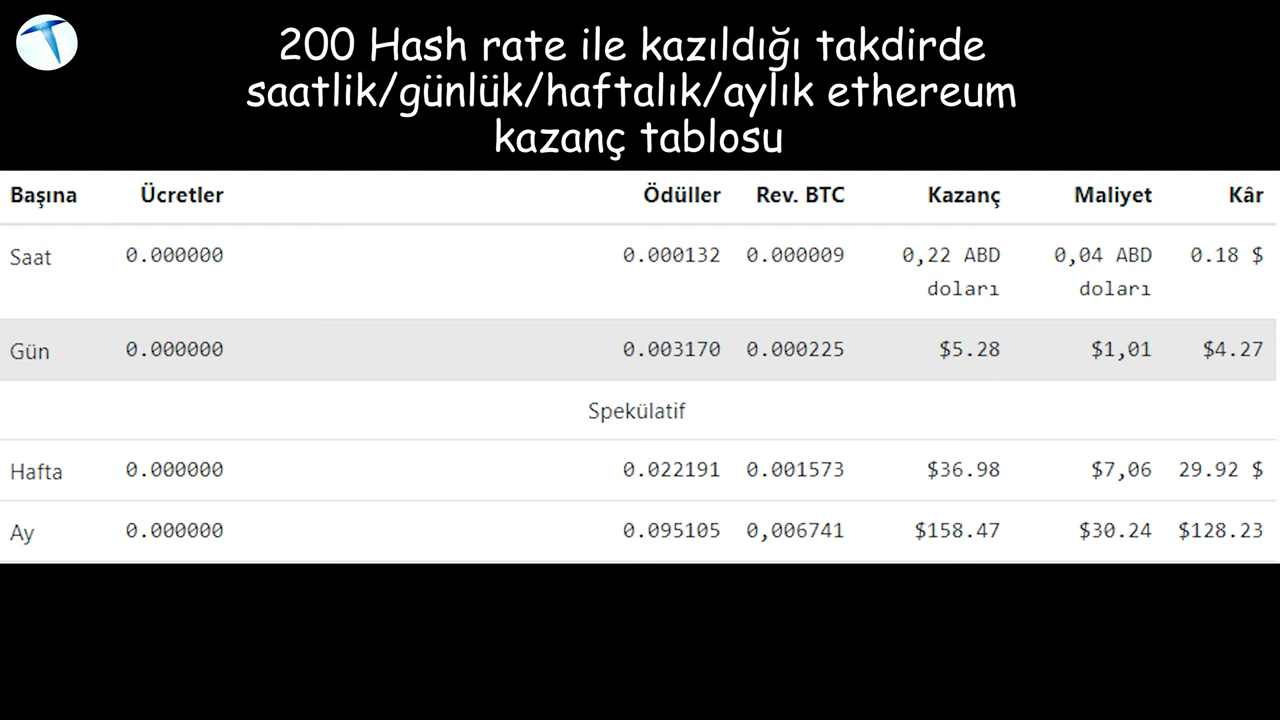 200 Hash rate ile kazıldığı takdirde
saatlik/günlük/haftalık/aylık ethereum
kazanç tablosu
Başına Ücretler Ödüller Rev. BTC Kazanç Maliyet Kâr
Saat 0.000000 0.000132 0.000009 0,22 ABD doları 0,04 ABD doları 0.18 $
Gün 0.000000 0.003170 0.000225 $5.28 $1,01 $4.27
Spekülatif
Hafta 0.000000 0.022191 0.001573 $36.98 $7,06 29.92 $
Ay 0.000000 0.095105 0,006741 $158.47 $30.24 $128.23